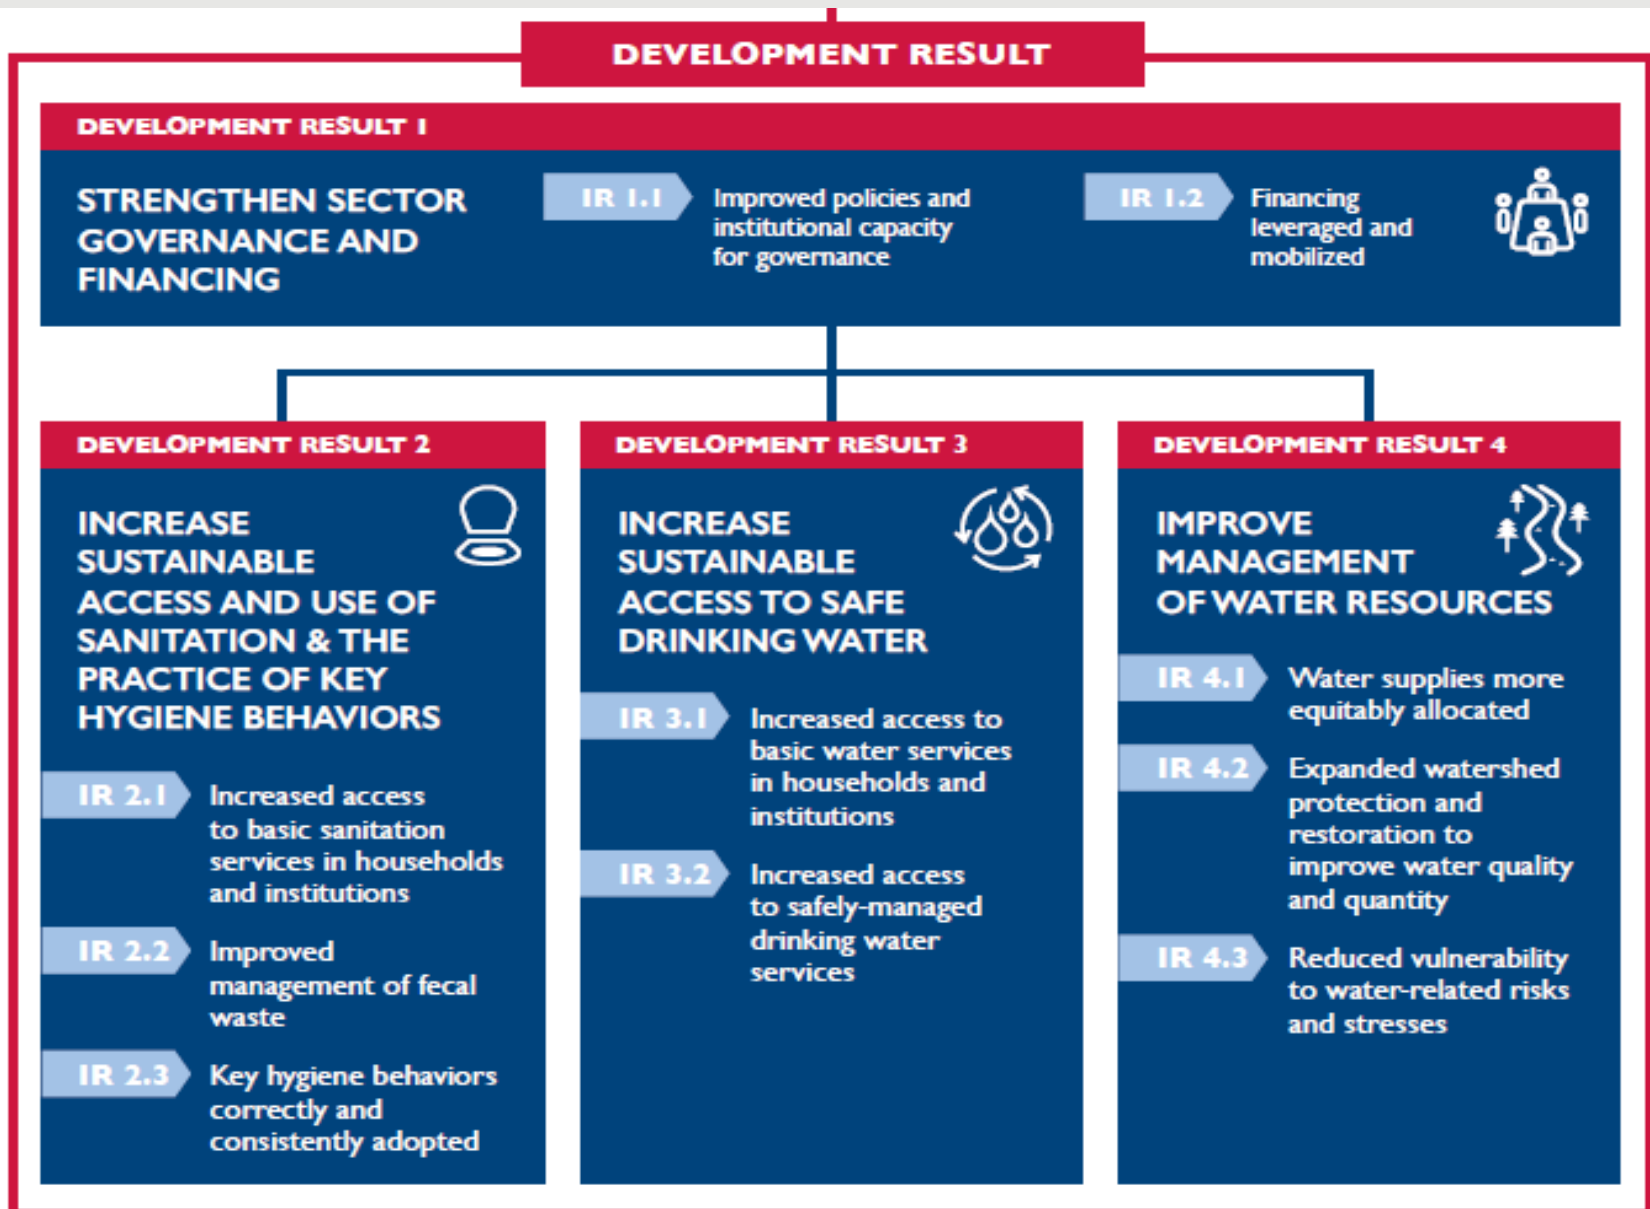 DEVELOPMENT RESULT
DEVELOPMENT RESULT 1
STRENGTHEN SECTOR
GOVERNANCE AND
FINANCING
IR 1.1
Improved policies and
institutional capacity
for governance
IR 1.2
Financing
leveraged and
mobilized
DEVELOPMENT RESULT 2
INCREASE
SUSTAINABLE
ACCESS AND USE OF
SANITATION & THE
PRACTICE OF KEY
HYGIENE BEHAVIORS
IR 2.1
Increased access
to basic sanitation
services in households
and institutions
IR 2.2
Improved
management of fecal
waste
IR 2.3
Key hygiene behaviors
correctly and
consistently adopted
DEVELOPMENT RESULT 3
INCREASE
SUSTAINABLE
ACCESS TO SAFE
DRINKING WATER
IR 3.1
Increased access to
basic water services
in households and
institutions
IR 3.2
Increased access
to safely-managed
drinking water
services
DEVELOPMENT RESULT 4
IMPROVE
MANAGEMENT
OF WATER RESOURCES
IR 4.1
Water supplies more
equitably allocated
IR 4.2
Expanded watershed
protection and
restoration to
improve water quality
and quantity
IR 4.3
Reduced vulnerability
to water-related risks
and stresses